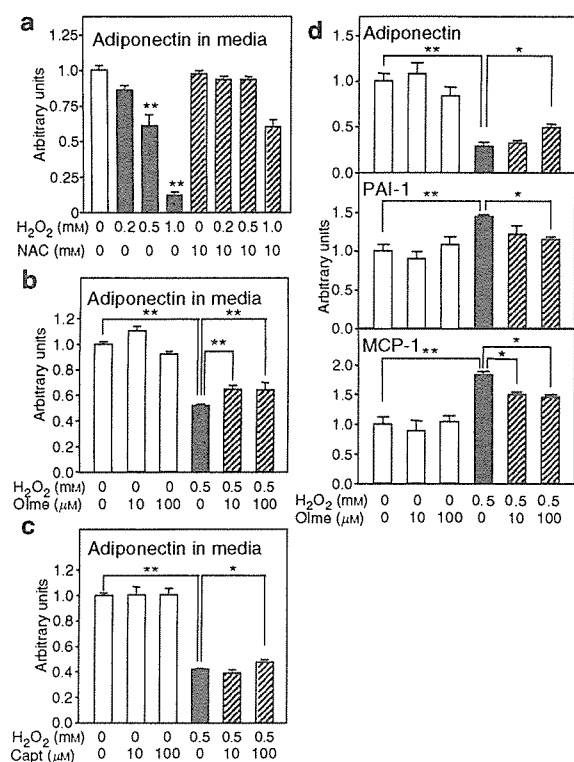 a
Adiponectin in media
Arbitrary units
1.25
1.0
0.75
0.5
0.25
0
** **
H2O2 (mM) 0 0.2 0.5 1.0 0 0.2 0.5 1.0
NAC (mM) 0 0 0 0 10 10 10 10
b
Adiponectin in media
Arbitrary units
1.2
1.0
0.8
0.6
0.4
0.2
0.0
** ** **
H2O2 (mM) 0 0 0 0.5 0.5 0.5
Olme (µM) 0 10 100 0 10 100
c
Adiponectin in media
Arbitrary units
1.2
1.0
0.8
0.6
0.4
0.2
0.0
** *
H2O2 (mM) 0 0 0 0.5 0.5 0.5
Capt (µM) 0 10 100 0 10 100
d
Adiponectin
1.5
1.0
0.5
0.0
** *
PAI-1
Arbitrary units
1.5
1.0
0.5
0.0
** *
MCP-1
2.0
1.5
1.0
0.5
0.0
** * *
H2O2 (mM) 0 0 0 0.5 0.5 0.5
Olme (µM) 0 10 100 0 10 100